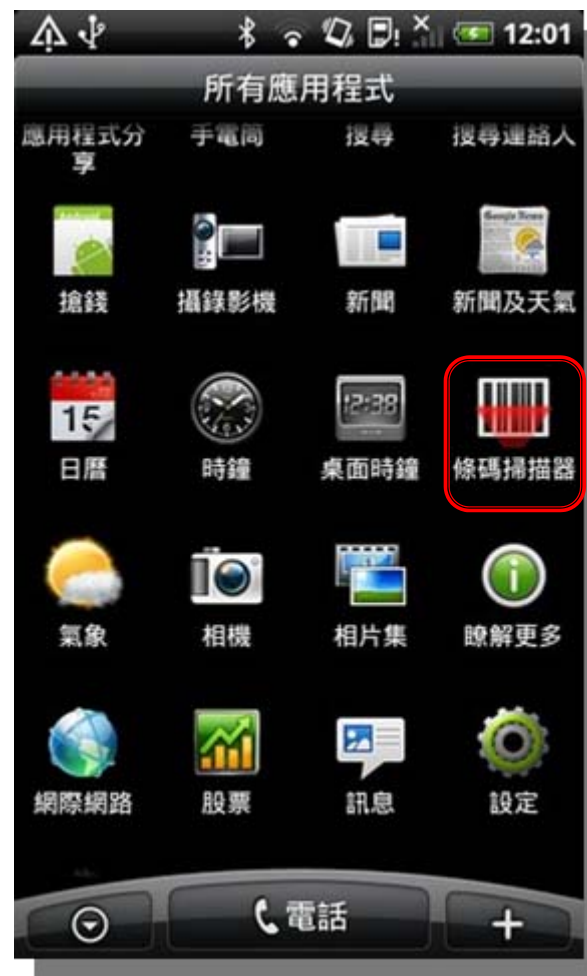 12:01
所有應用程式
應用程式分享 手電筒 搜尋 搜尋連絡人
Google News
搶錢 攝錄影機 新聞 新聞及天氣
15 12:38
日曆 時鐘 桌面時鐘 條碼掃描器
氣象 相機 相片集 瞭解更多
網際網路 股票 訊息 設定
電話